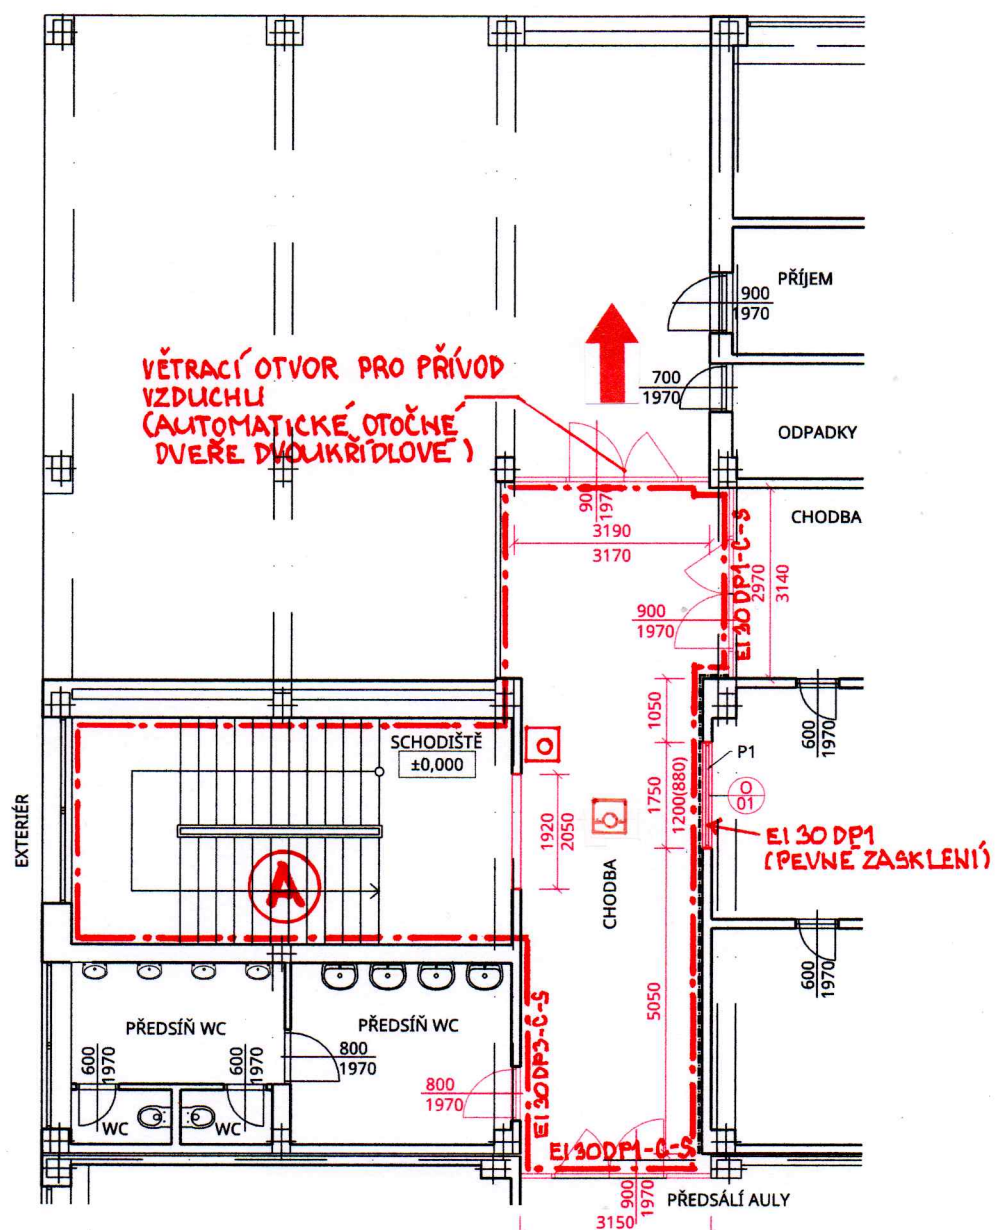 PŘÍJEM
900
1970
VĚTRACÍ OTVOR PRO PŘÍVOD
VZDUCHU
(AUTOMATICKÉ OTOČNÉ
DVEŘE DVOUKŘÍDLOVÉ)
700
1970
ODPADKY
900
1970
CHODBA
3190
3170
EI 30 DP1-C-S
2970
3140
900
1970
SCHODIŠTĚ
±0,000
1050
600
1970
P1
O
01
1750
1200(880)
1920
2050
EXTERIÉR
EI 30 DP1
(PEVNÉ ZASKLENÍ)
A
CHODBA
600
1970
5050
PŘEDSÍŇ WC
PŘEDSÍŇ WC
EI 30 DP3-C-S
800
1970
600
1970
600
1970
800
1970
WC
WC
EI 30 DP1-C-S
900
1970
PŘEDSÁLÍ AULY
3150